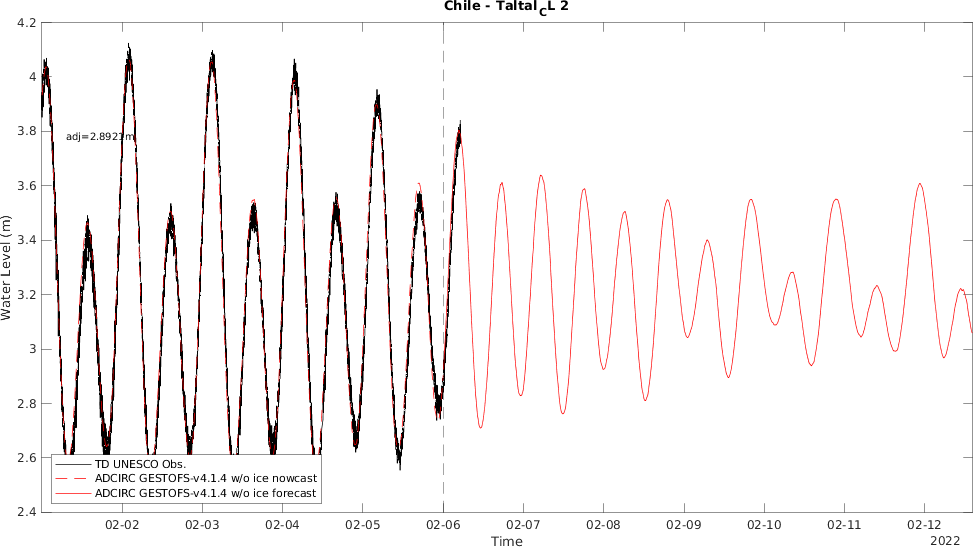 Chile - Taltal_CL 2
4.2
4
3.8
3.6
3.4
3.2
3
2.8
2.6
2.4
Water Level (m)
adj=2.8921m
TD UNESCO Obs.
ADCIRC GESTOFS-v4.1.4 w/o ice nowcast
ADCIRC GESTOFS-v4.1.4 w/o ice forecast
02-02 02-03 02-04 02-05 02-06 02-07 02-08 02-09 02-10 02-11 02-12
Time
2022